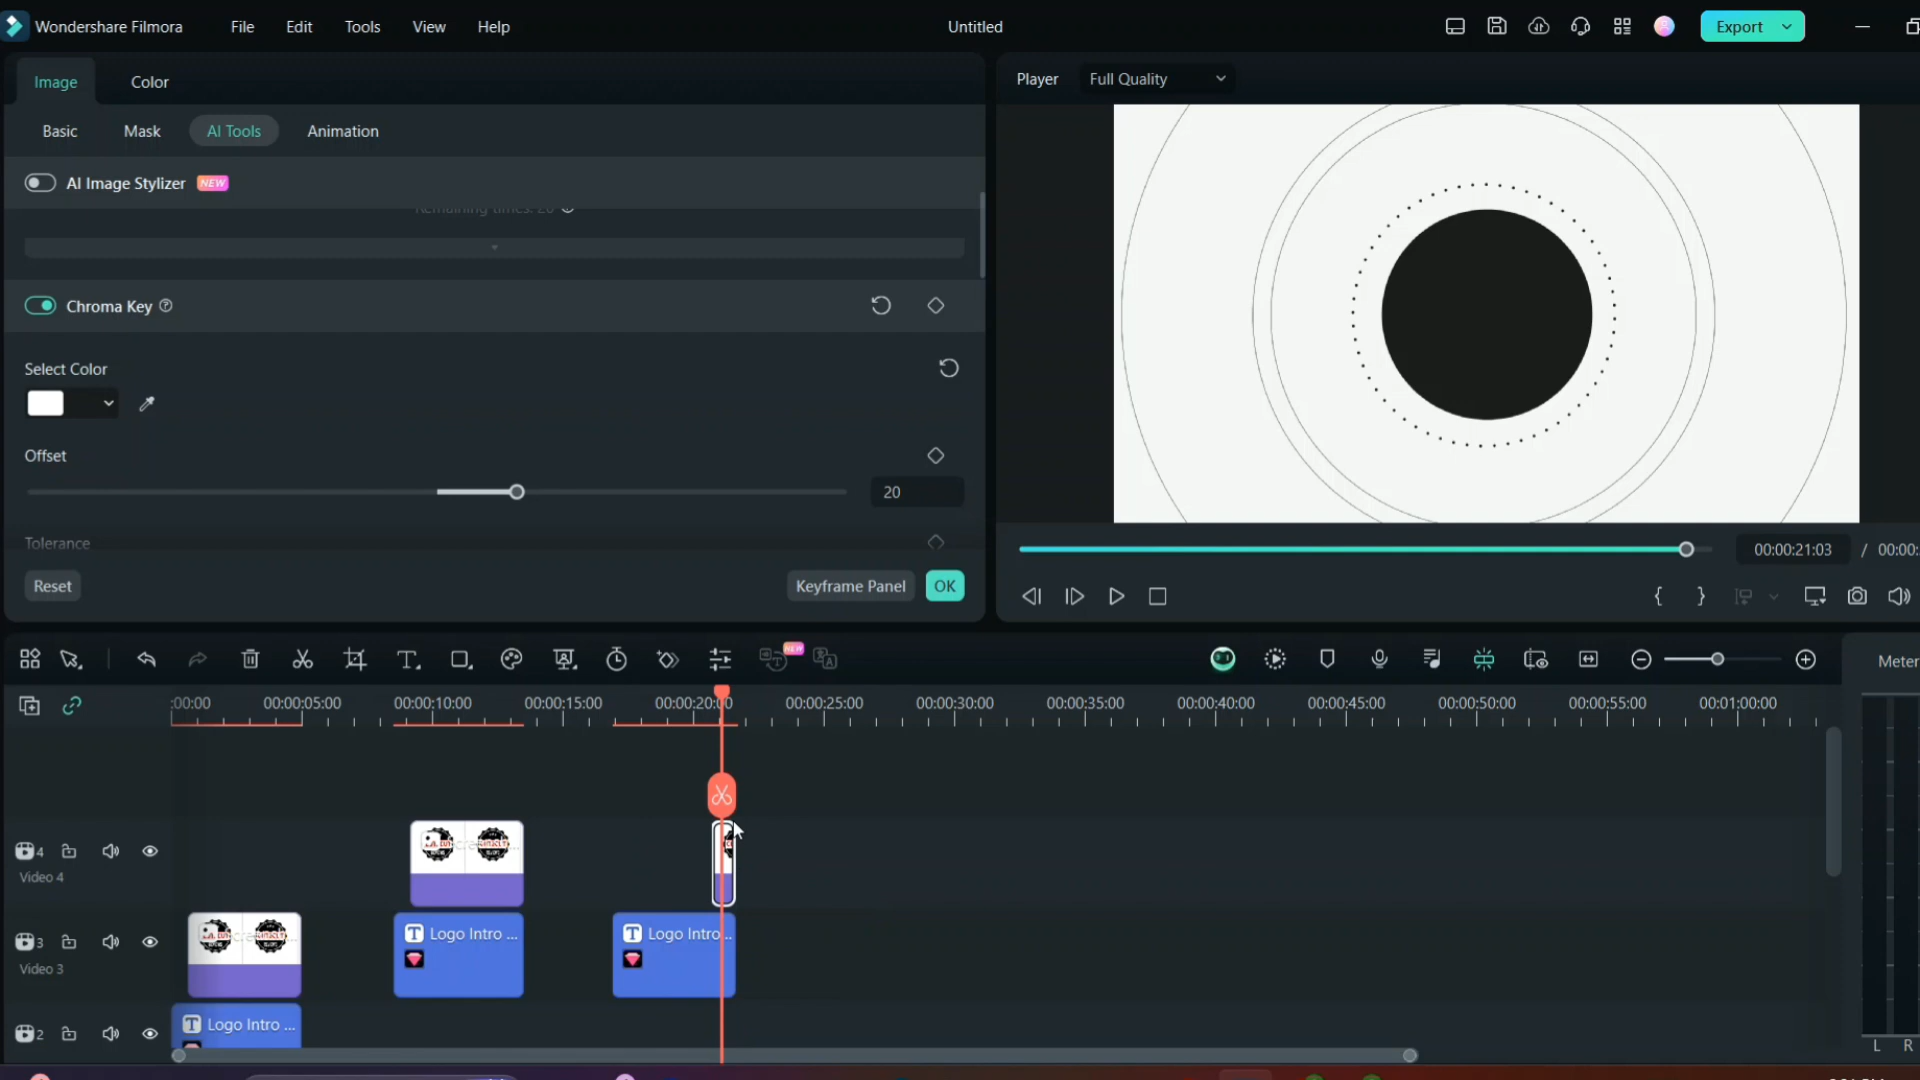 Wondershare Filmora File Edit Tools View Help Untitled Export
Image Color
Player Full Quality
Basic Mask AI Tools Animation
AI Image Stylizer NEW
Remaining times: 20
Chroma Key
Select Color
Offset
20
Tolerance
00:00:21:03 / 00:00:
Reset Keyframe Panel OK
NEW
Meter
:00:00 00:00:05:00 00:00:10:00 00:00:15:00 00:00:20:00 00:00:25:00 00:00:30:00 00:00:35:00 00:00:40:00 00:00:45:00 00:00:50:00 00:00:55:00 00:01:00:00
4
Video 4
3
Video 3
T Logo Intro ...
T Logo Intro ...
2
T Logo Intro ...
L R